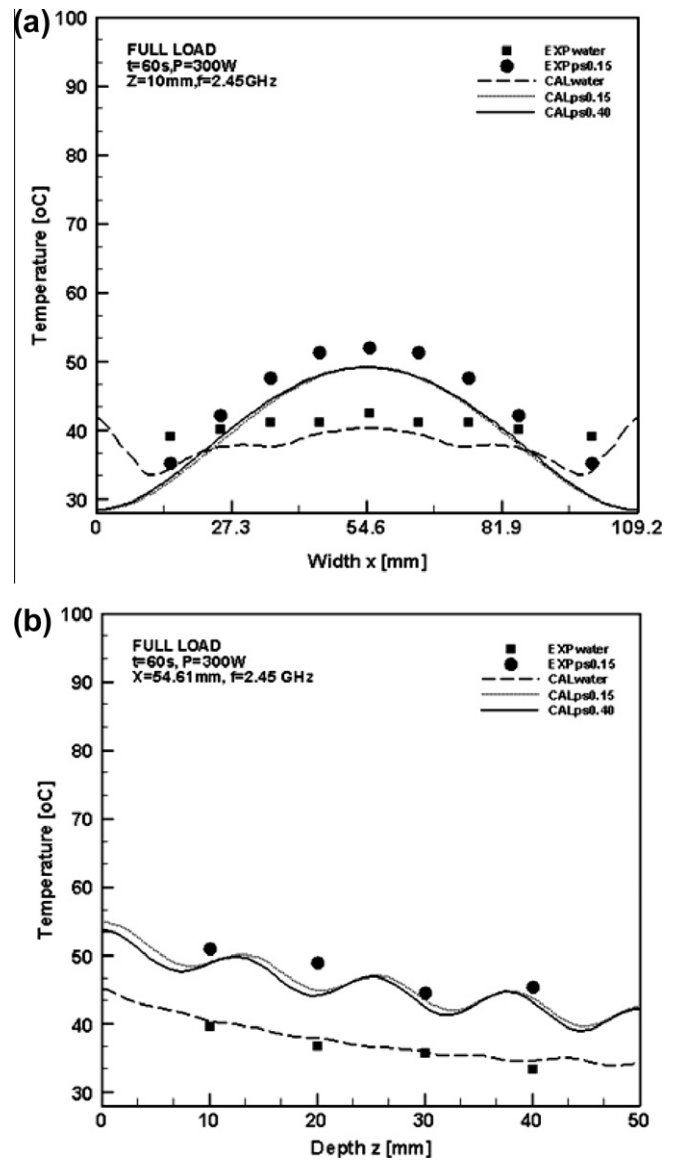 (a)
FULL LOAD
t=60s,P=300W
Z=10mm,f=2.45GHz
EXPwater
EXPps0.15
CALwater
CALps0.15
CALps0.40
Temperature [oC]
100
90
80
70
60
50
40
30
0 27.3 54.6 81.9 109.2
Width x [mm]
(b)
FULL LOAD
t=60s, P=300W
X=54.61mm, f=2.45 GHz
EXPwater
EXPps0.15
CALwater
CALps0.15
CALps0.40
Temperature [oC]
100
90
80
70
60
50
40
30
0 10 20 30 40 50
Depth z [mm]